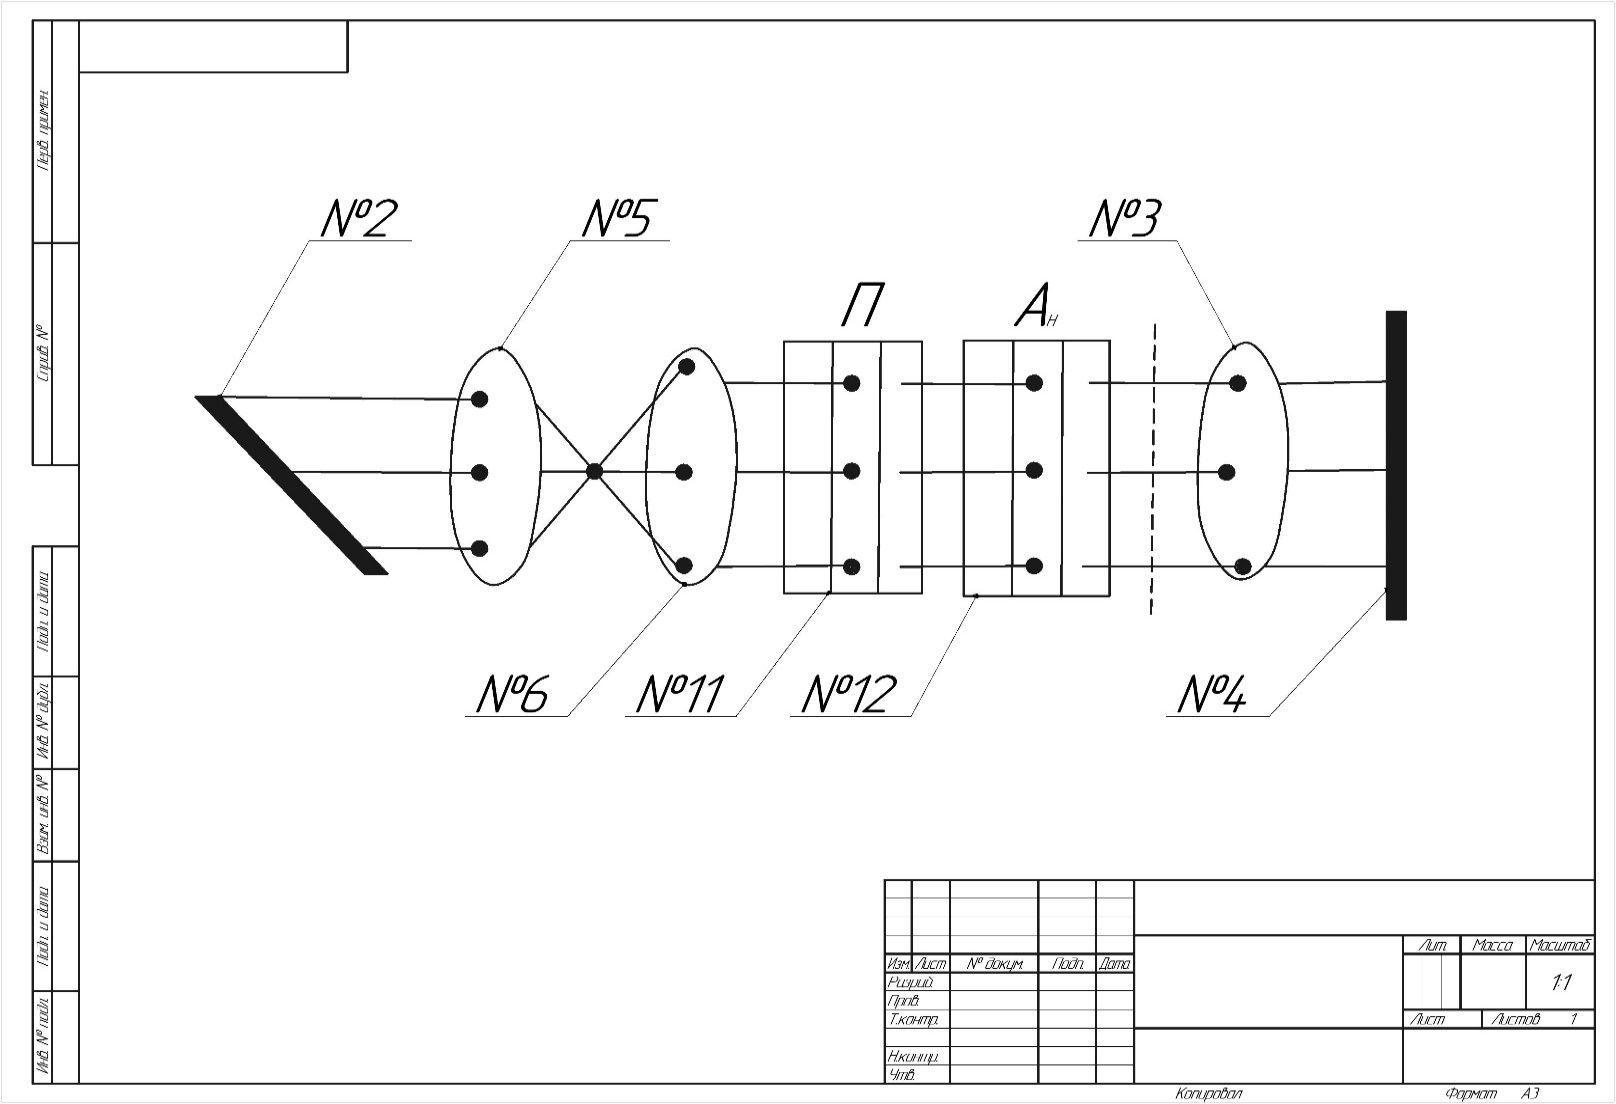 Перв. примен.
Справ. №
Подп. и дата
Инв. № дубл.
Взам. инв. №
Подп. и дата
Инв. № подл.
№2
№5
№3
П
Ан
№6
№11
№12
№4
Лит.
Масса
Масштаб
Изм.
Лист
№ докум.
Подп.
Дата
Разраб.
1:1
Пров.
Т.контр.
Лист
Листов 1
Н.контр.
Утв.
Копировал
Формат А3